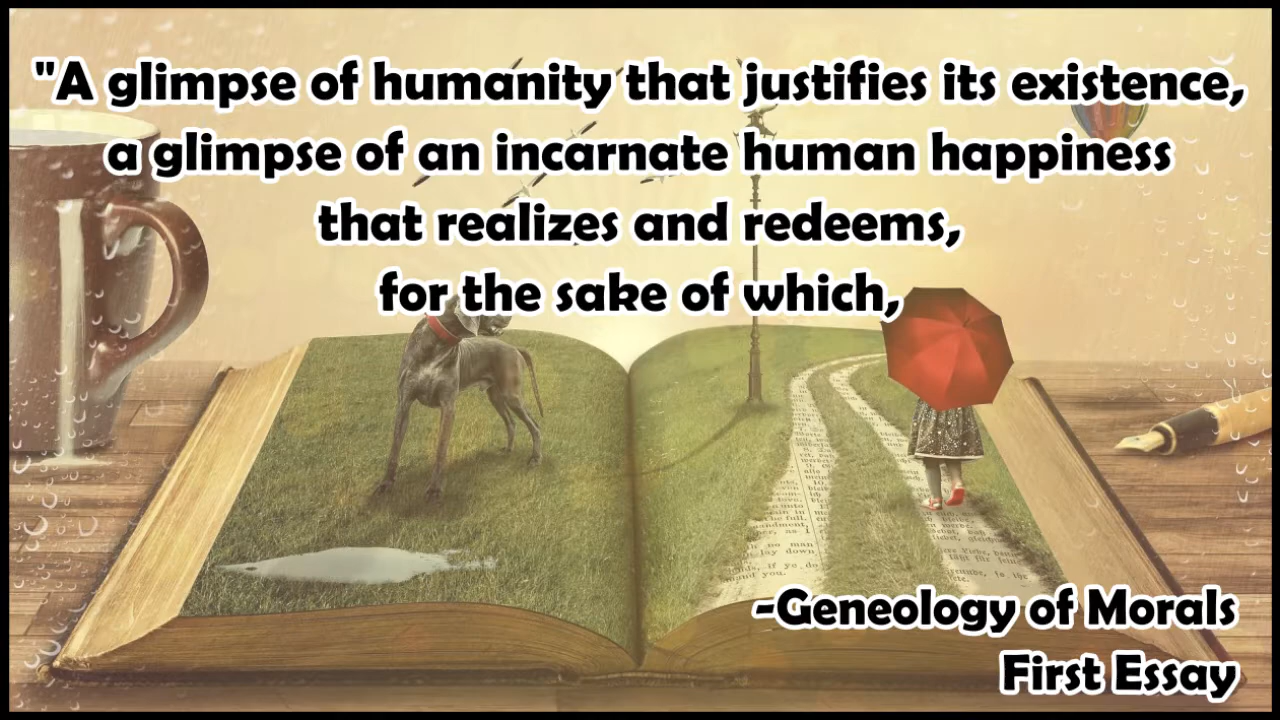 "A glimpse of humanity that justifies its existence,
a glimpse of an incarnate human happiness
that realizes and redeems,
for the sake of which,
-Geneology of Morals
First Essay